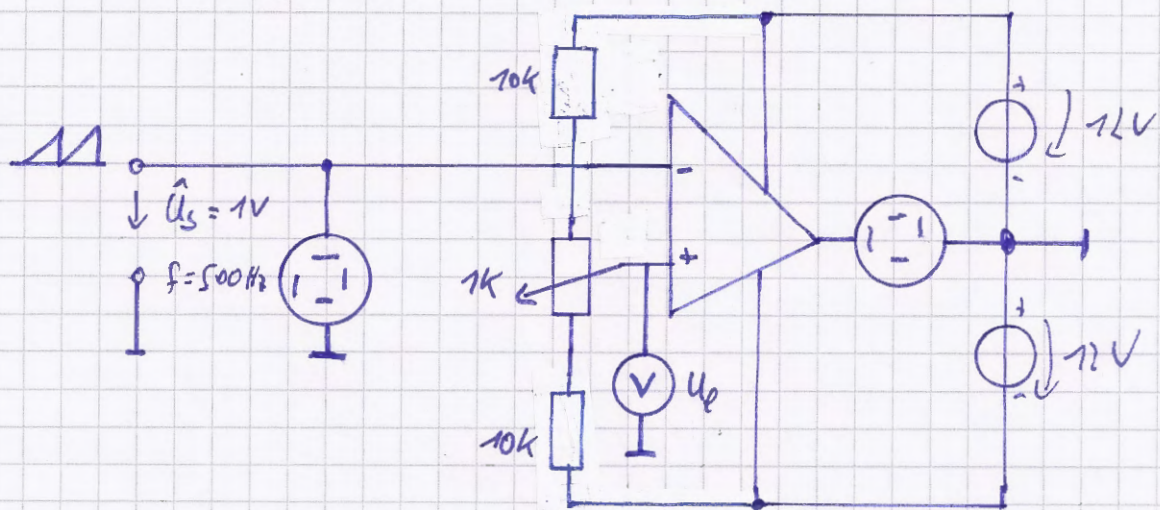 10K
12V
-
Ûs = 1V
f = 500Hz
1K
+
V
Ue
12V
10K